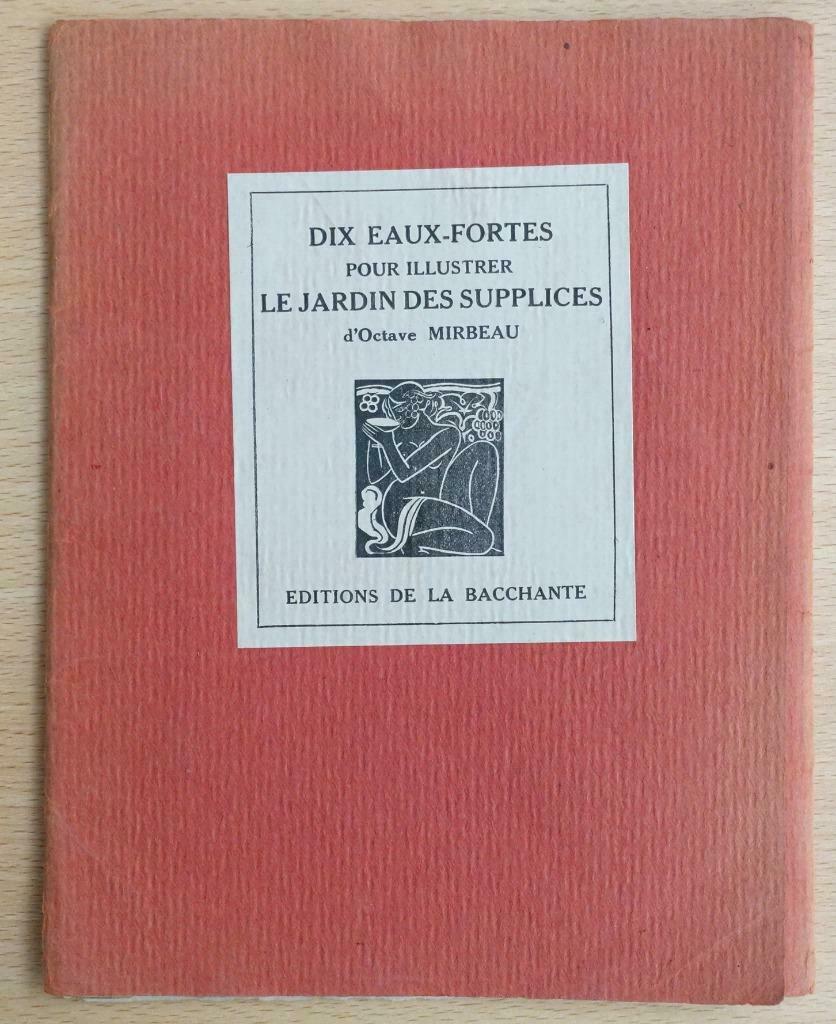 DIX EAUX-FORTES
POUR ILLUSTRER
LE JARDIN DES SUPPLICES
d'Octave MIRBEAU
EDITIONS DE LA BACCHANTE